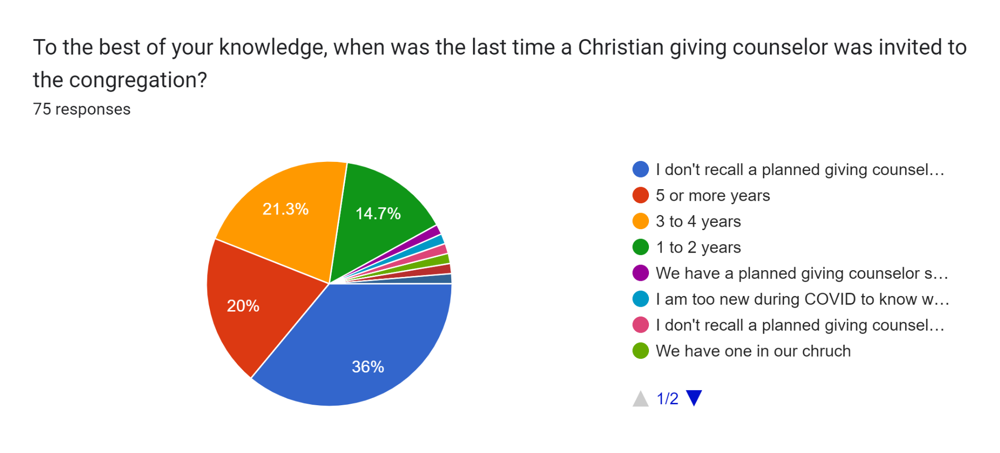 To the best of your knowledge, when was the last time a Christian giving counselor was invited to
the congregation?
75 responses
21.3%
14.7%
20%
36%
I don't recall a planned giving counsel…
5 or more years
3 to 4 years
1 to 2 years
We have a planned giving counselor s…
I am too new during COVID to know w…
I don't recall a planned giving counsel…
We have one in our chruch
1/2